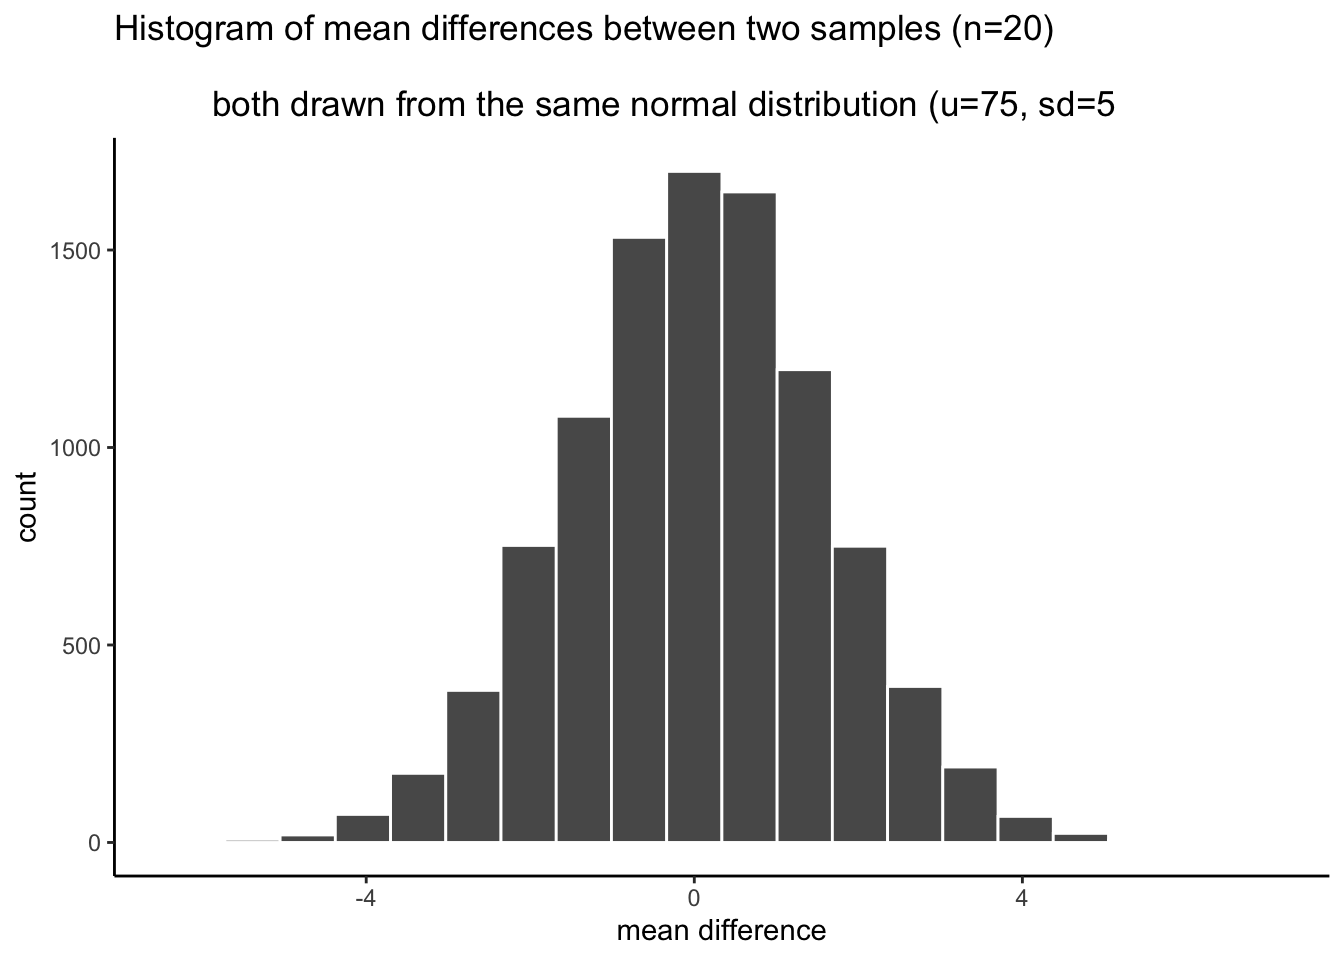 Histogram of mean differences between two samples (n=20)
both drawn from the same normal distribution (u=75, sd=5
1500
1000
500
0
count
-4 0 4
mean difference